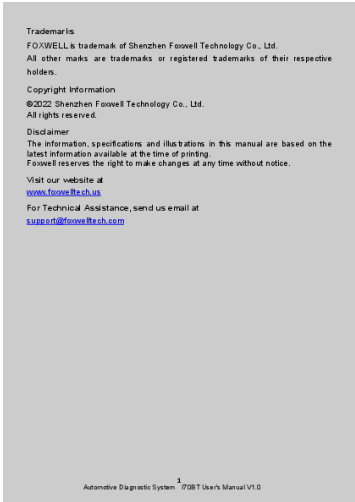 Trademarks
FOXWELL is trademark of Shenzhen Foxwell Technology Co., Ltd.
All other marks are trademarks or registered trademarks of their respective
holders.
Copyright Information
©2022 Shenzhen Foxwell Technology Co., Ltd.
All rights reserved.
Disclaimer
The information, specifications and illustrations in this manual are based on the
latest information available at the time of printing.
Foxwell reserves the right to make changes at any time without notice.
Visit our website at
www.foxwelltech.us
For Technical Assistance, send us email at
support@foxwelltech.com
1
Automotive Diagnostic System I70BT User's Manual V1.0